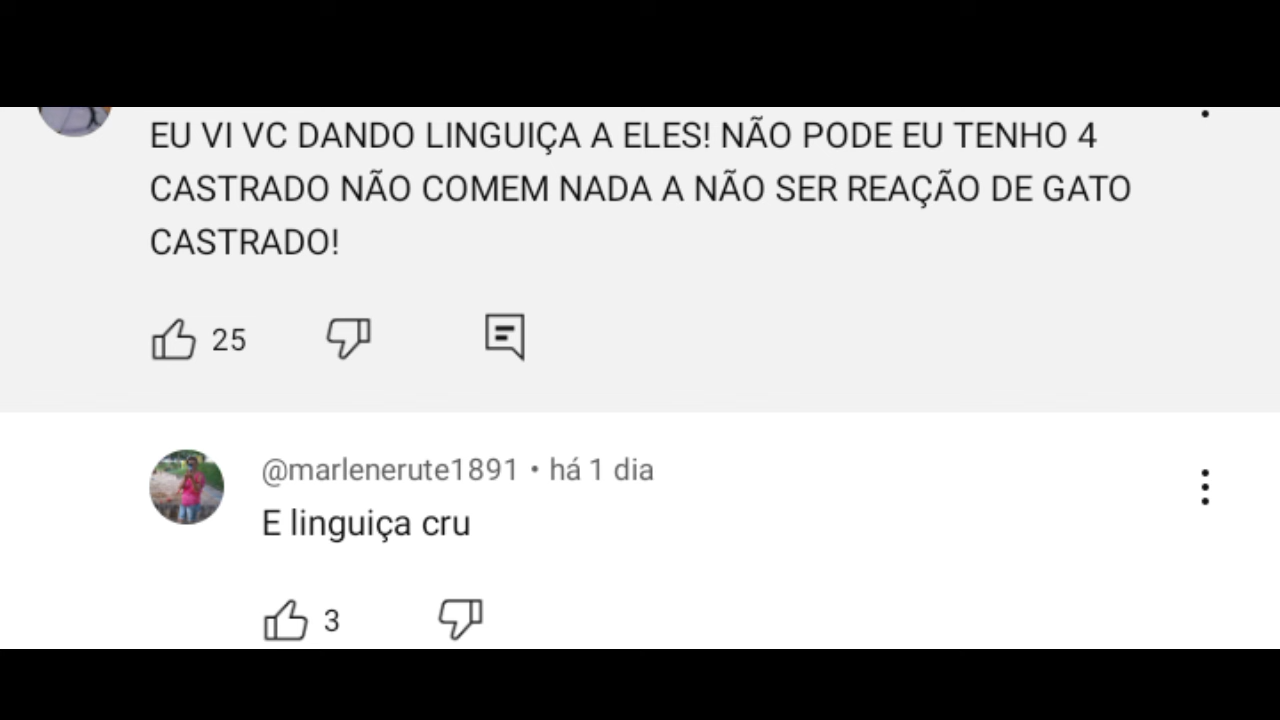 EU VI VC DANDO LINGUIÇA A ELES! NÃO PODE EU TENHO 4
CASTRADO NÃO COMEM NADA A NÃO SER REAÇÃO DE GATO
CASTRADO!
25
@marlenerute1891 • há 1 dia
E linguiça cru
3